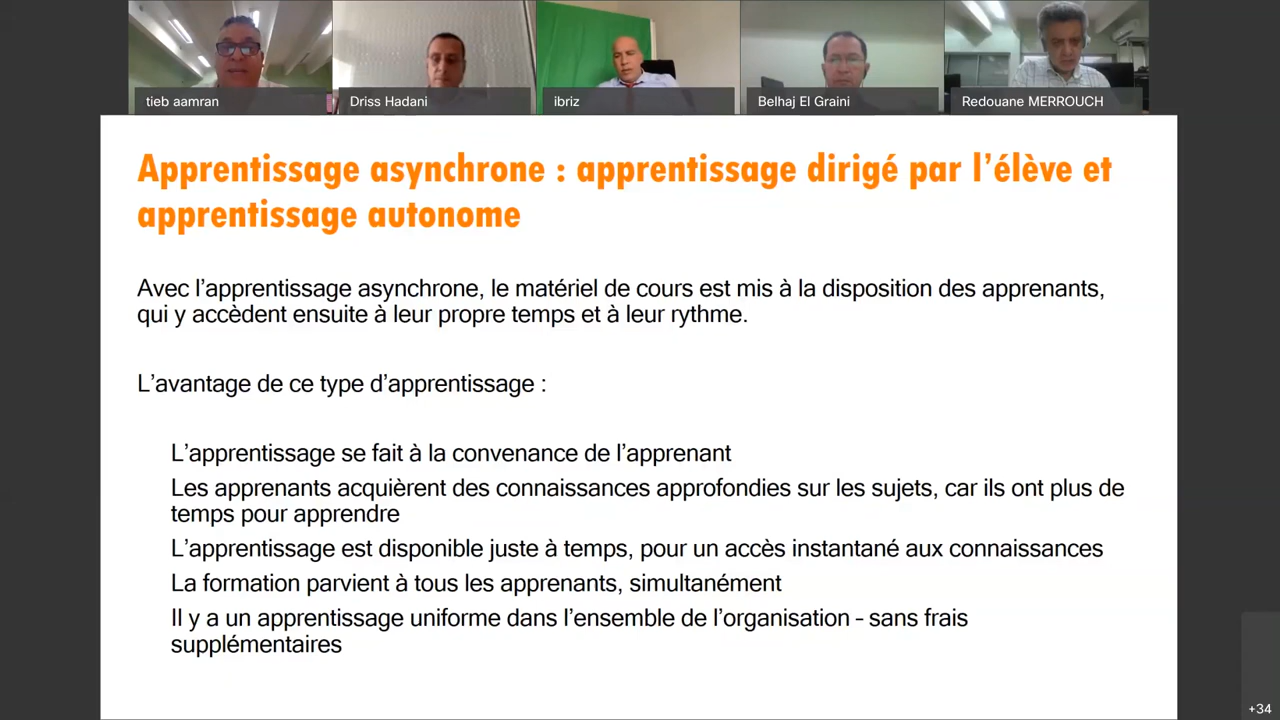 tieb aamran
Driss Hadani
ibriz
Belhaj El Graini
Redouane MERROUCH
Apprentissage asynchrone : apprentissage dirigé par l’élève et
apprentissage autonome
Avec l’apprentissage asynchrone, le matériel de cours est mis à la disposition des apprenants,
qui y accèdent ensuite à leur propre temps et à leur rythme.
L’avantage de ce type d’apprentissage :
L’apprentissage se fait à la convenance de l’apprenant
Les apprenants acquièrent des connaissances approfondies sur les sujets, car ils ont plus de
temps pour apprendre
L’apprentissage est disponible juste à temps, pour un accès instantané aux connaissances
La formation parvient à tous les apprenants, simultanément
Il y a un apprentissage uniforme dans l’ensemble de l’organisation - sans frais
supplémentaires
+34